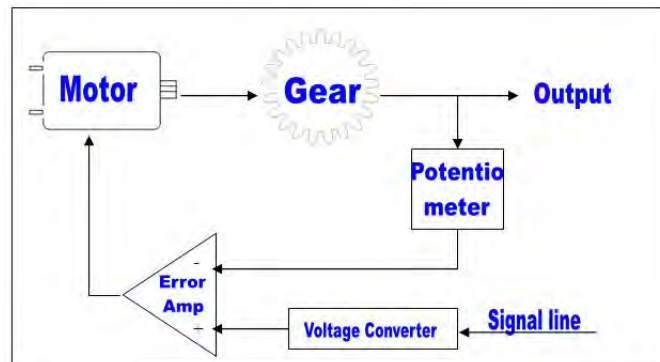 Motor
Gear
Output
Potentio
meter
-
Error
Amp
+
Voltage Converter
Signal line